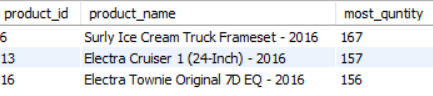 product_id product_name most_quntity
6 Surly Ice Cream Truck Frameset - 2016 167
13 Electra Cruiser 1 (24-Inch) - 2016 157
16 Electra Townie Original 7D EQ - 2016 156